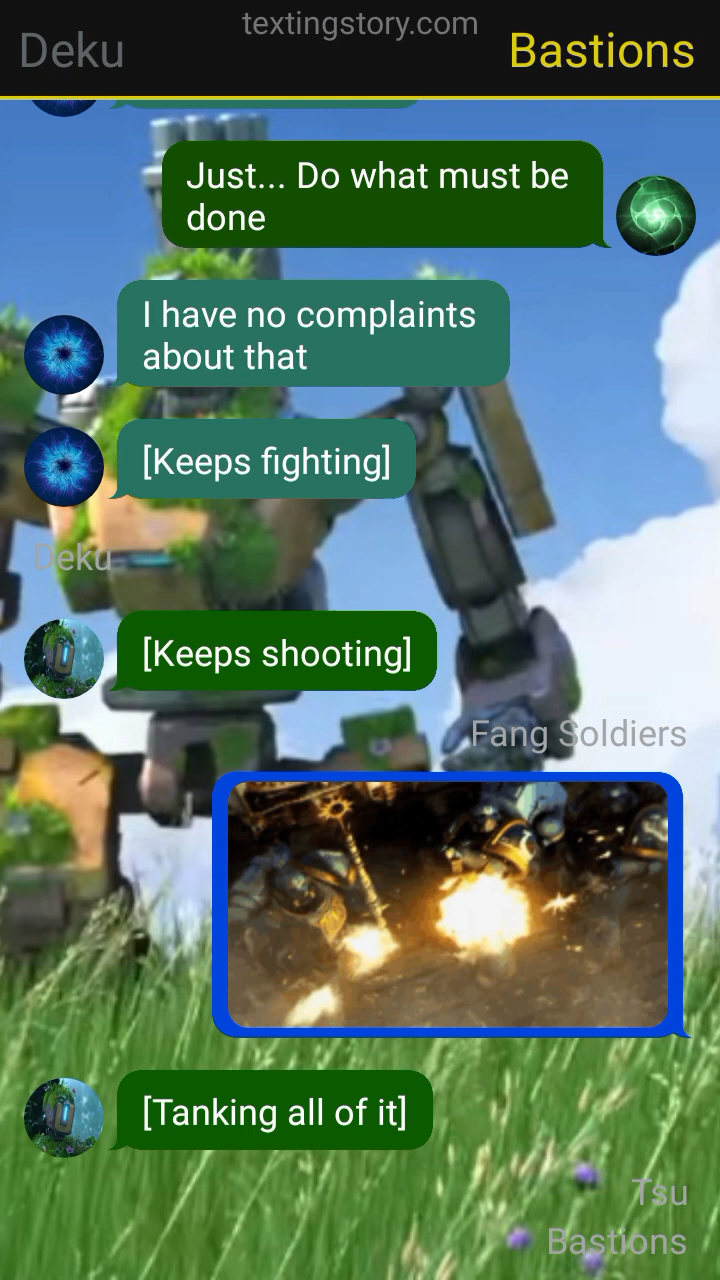 textingstory.com
Deku
Bastions
Just... Do what must be
done
I have no complaints
about that
[Keeps fighting]
Deku
[Keeps shooting]
Fang Soldiers
[Tanking all of it]
Tsu
Bastions